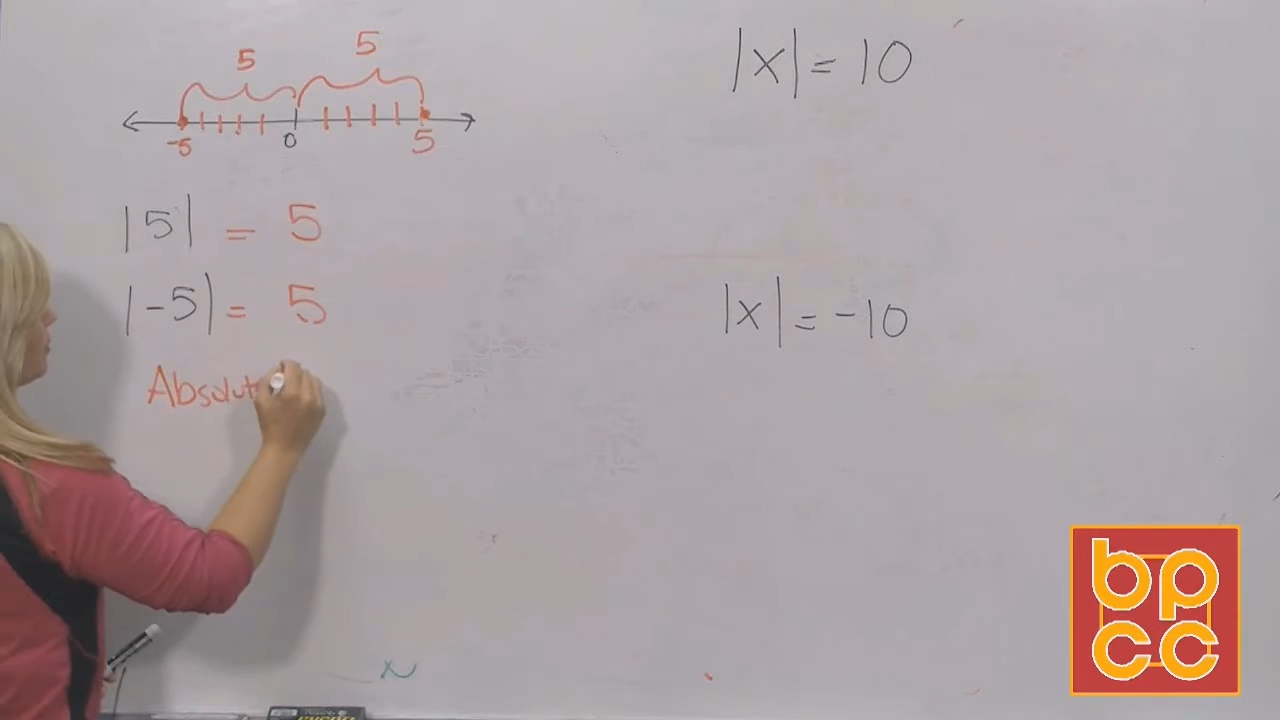 5 5
-5 0 5
|5| = 5
|-5| = 5
Absolut
|x| = 10
|x| = -10
bp
cc